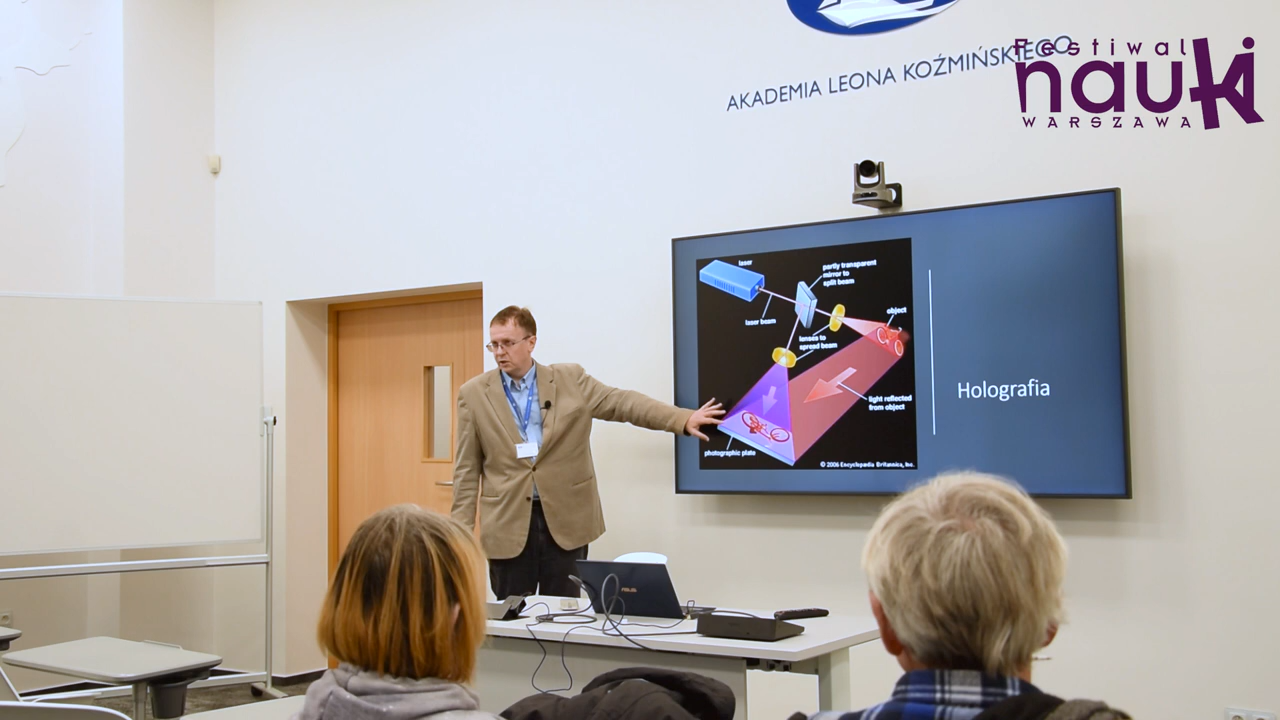 Festiwal
nauki
WARSZAWA
AKADEMIA LEONA KOŹMIŃSKIEGO
laser
partly transparent
mirror to
split beam
laser beam
object
lenses to
spread beam
light reflected
from object
photographic plate
© 2006 Encyclopædia Britannica, Inc.
Holografia
ASUS